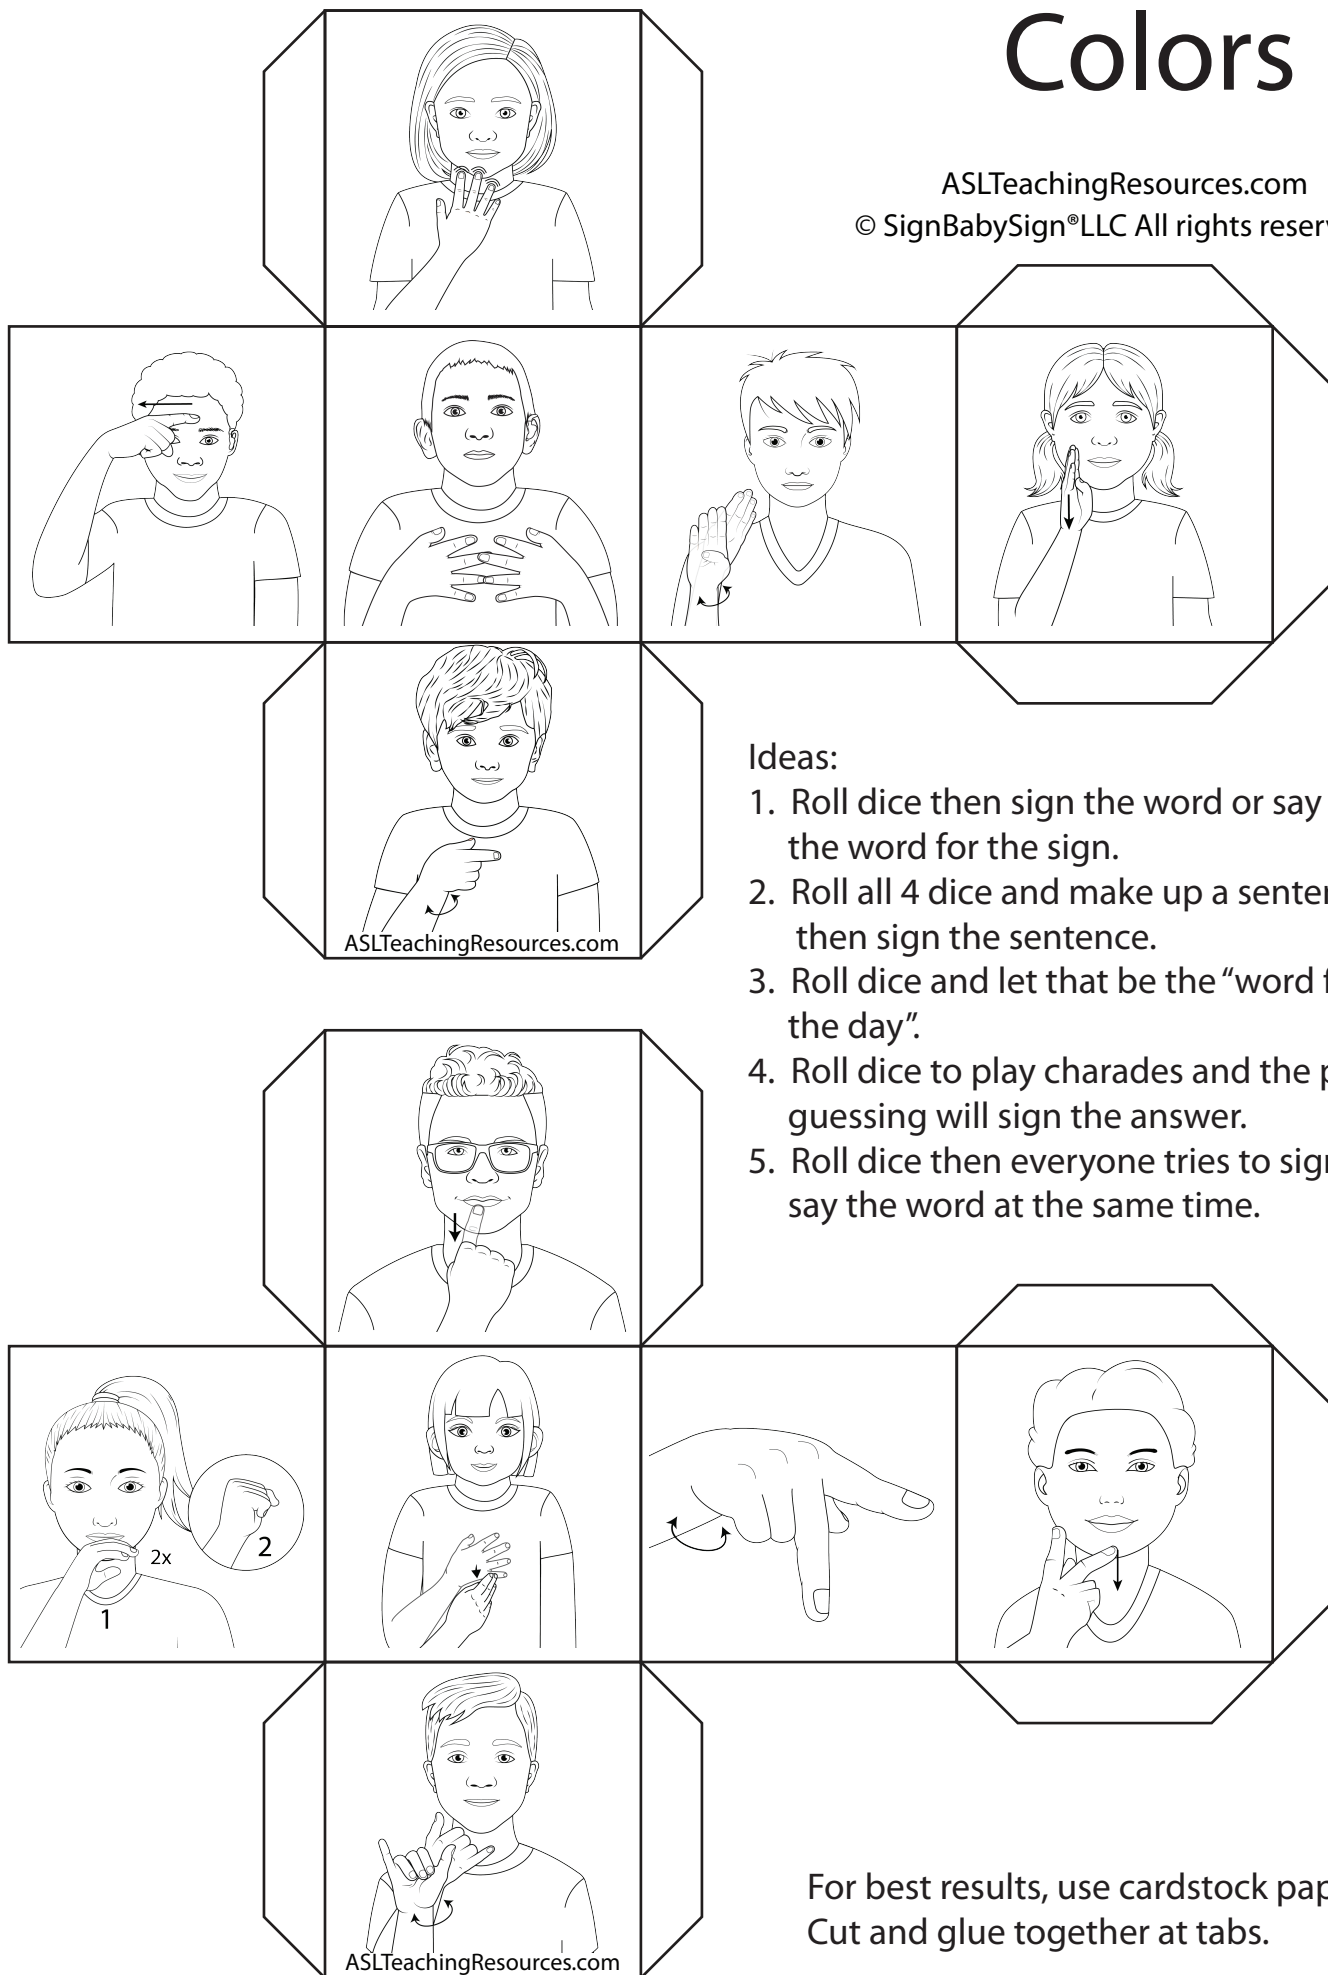 Colors
ASLTeachingResources.com
© SignBabySign®LLC All rights
Ideas:
1. Roll dice then sign the word or say
the word for the sign.
2. Roll all 4 dice and make up a
then sign the sentence.
3. Roll dice and let that be the “word
the day”.
4. Roll dice to play charades and the
guessing will sign the answer.
5. Roll dice then everyone tries to
say the word at the same time.
ASLTeachingResources.com
2x
2
1
ASLTeachingResources.com
For best results, use cardstock
Cut and glue together at tabs.